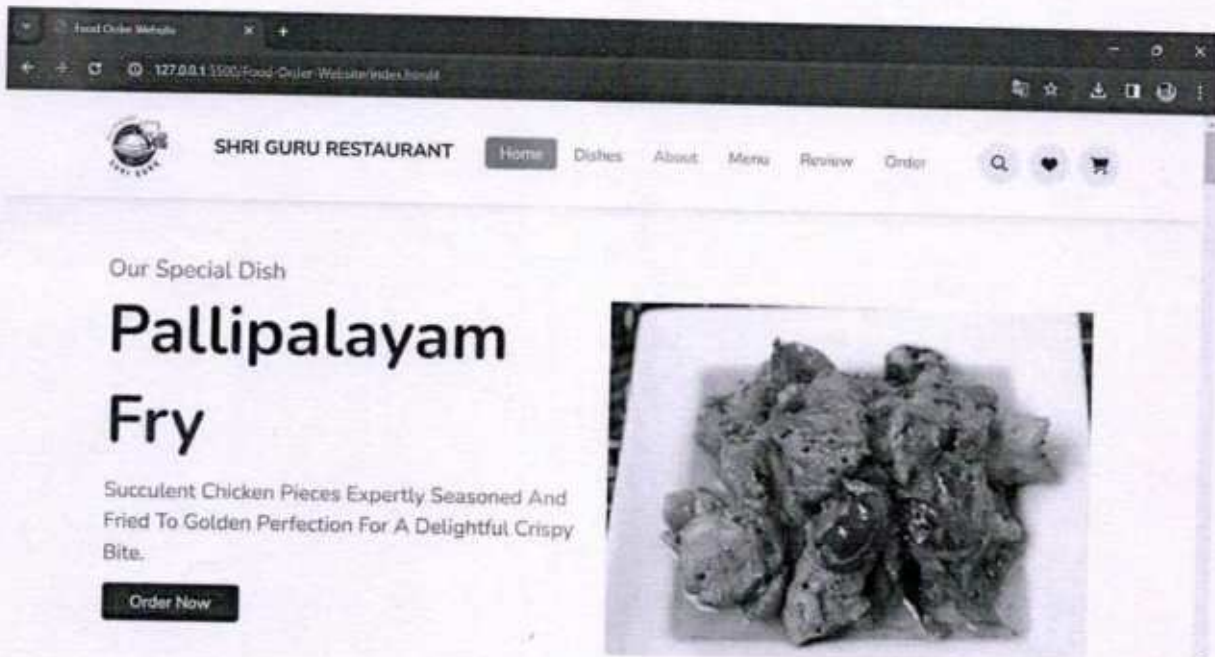 Food Order Website
127.0.0.1:5500/Food-Order-Website/index.html#
SHRI GURU
SHRI GURU RESTAURANT
Home Dishes About Menu Review Order
Our Special Dish
Pallipalayam
Fry
Succulent Chicken Pieces Expertly Seasoned And
Fried To Golden Perfection For A Delightful Crispy
Bite.
Order Now